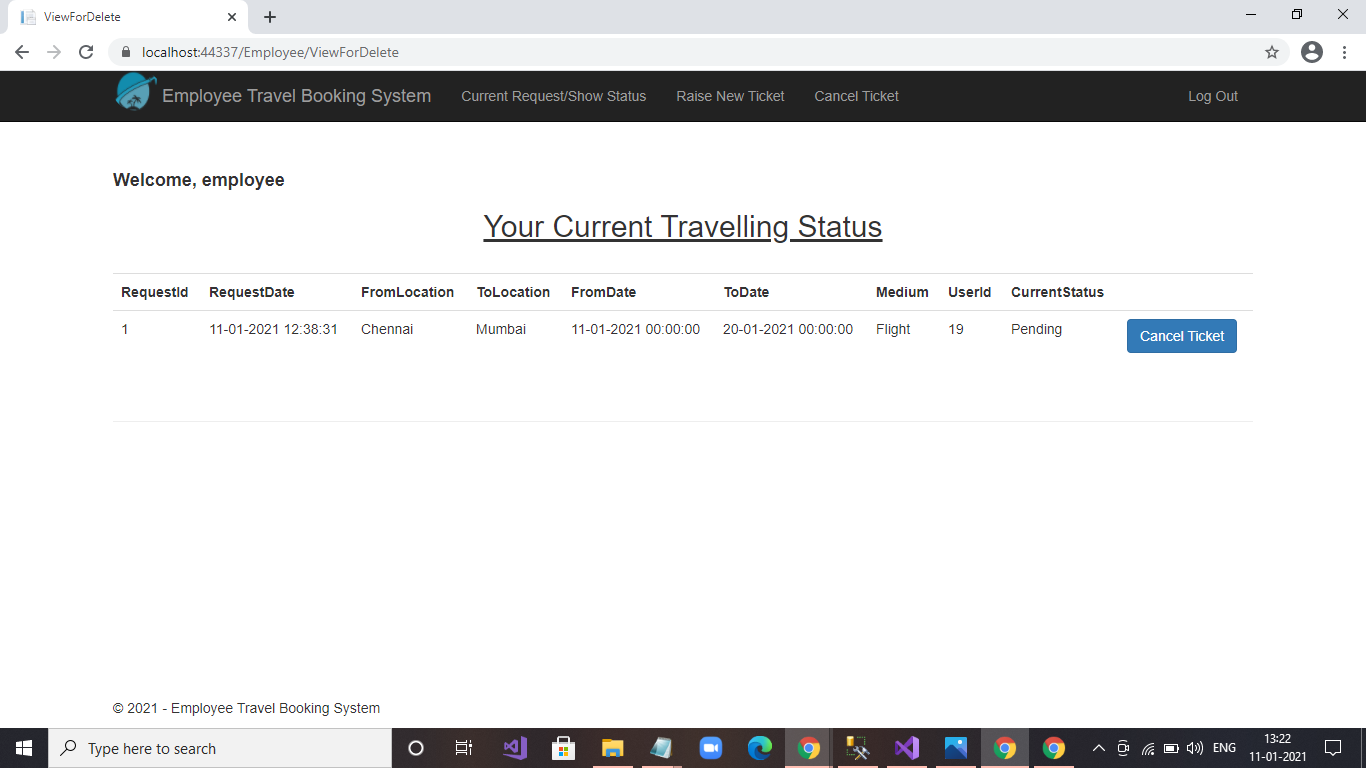 ViewForDelete
localhost:44337/Employee/ViewForDelete
Employee Travel Booking System Current Request/Show Status Raise New Ticket Cancel Ticket Log Out
Welcome, employee
Your Current Travelling Status
RequestId RequestDate FromLocation ToLocation FromDate ToDate Medium UserId CurrentStatus
1 11-01-2021 12:38:31 Chennai Mumbai 11-01-2021 00:00:00 20-01-2021 00:00:00 Flight 19 Pending Cancel Ticket
© 2021 - Employee Travel Booking System
Type here to search ENG 13:22
11-01-2021